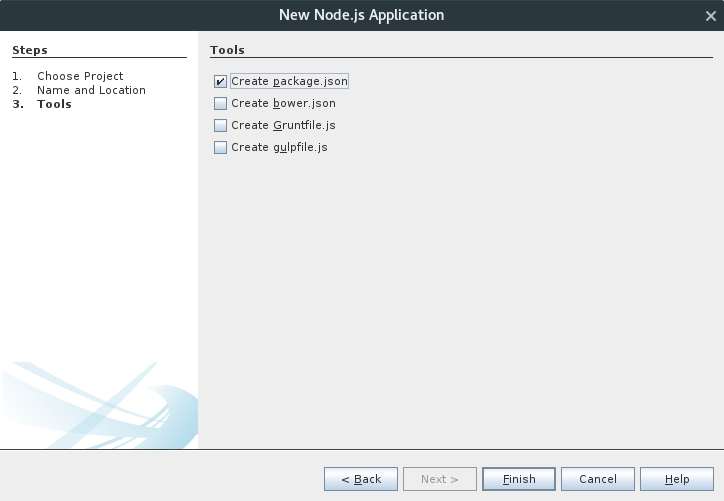 New Node.js Application
Steps
1. Choose Project
2. Name and Location
3. Tools
Tools
Create package.json
Create bower.json
Create Gruntfile.js
Create gulpfile.js
< Back
Next >
Finish
Cancel
Help